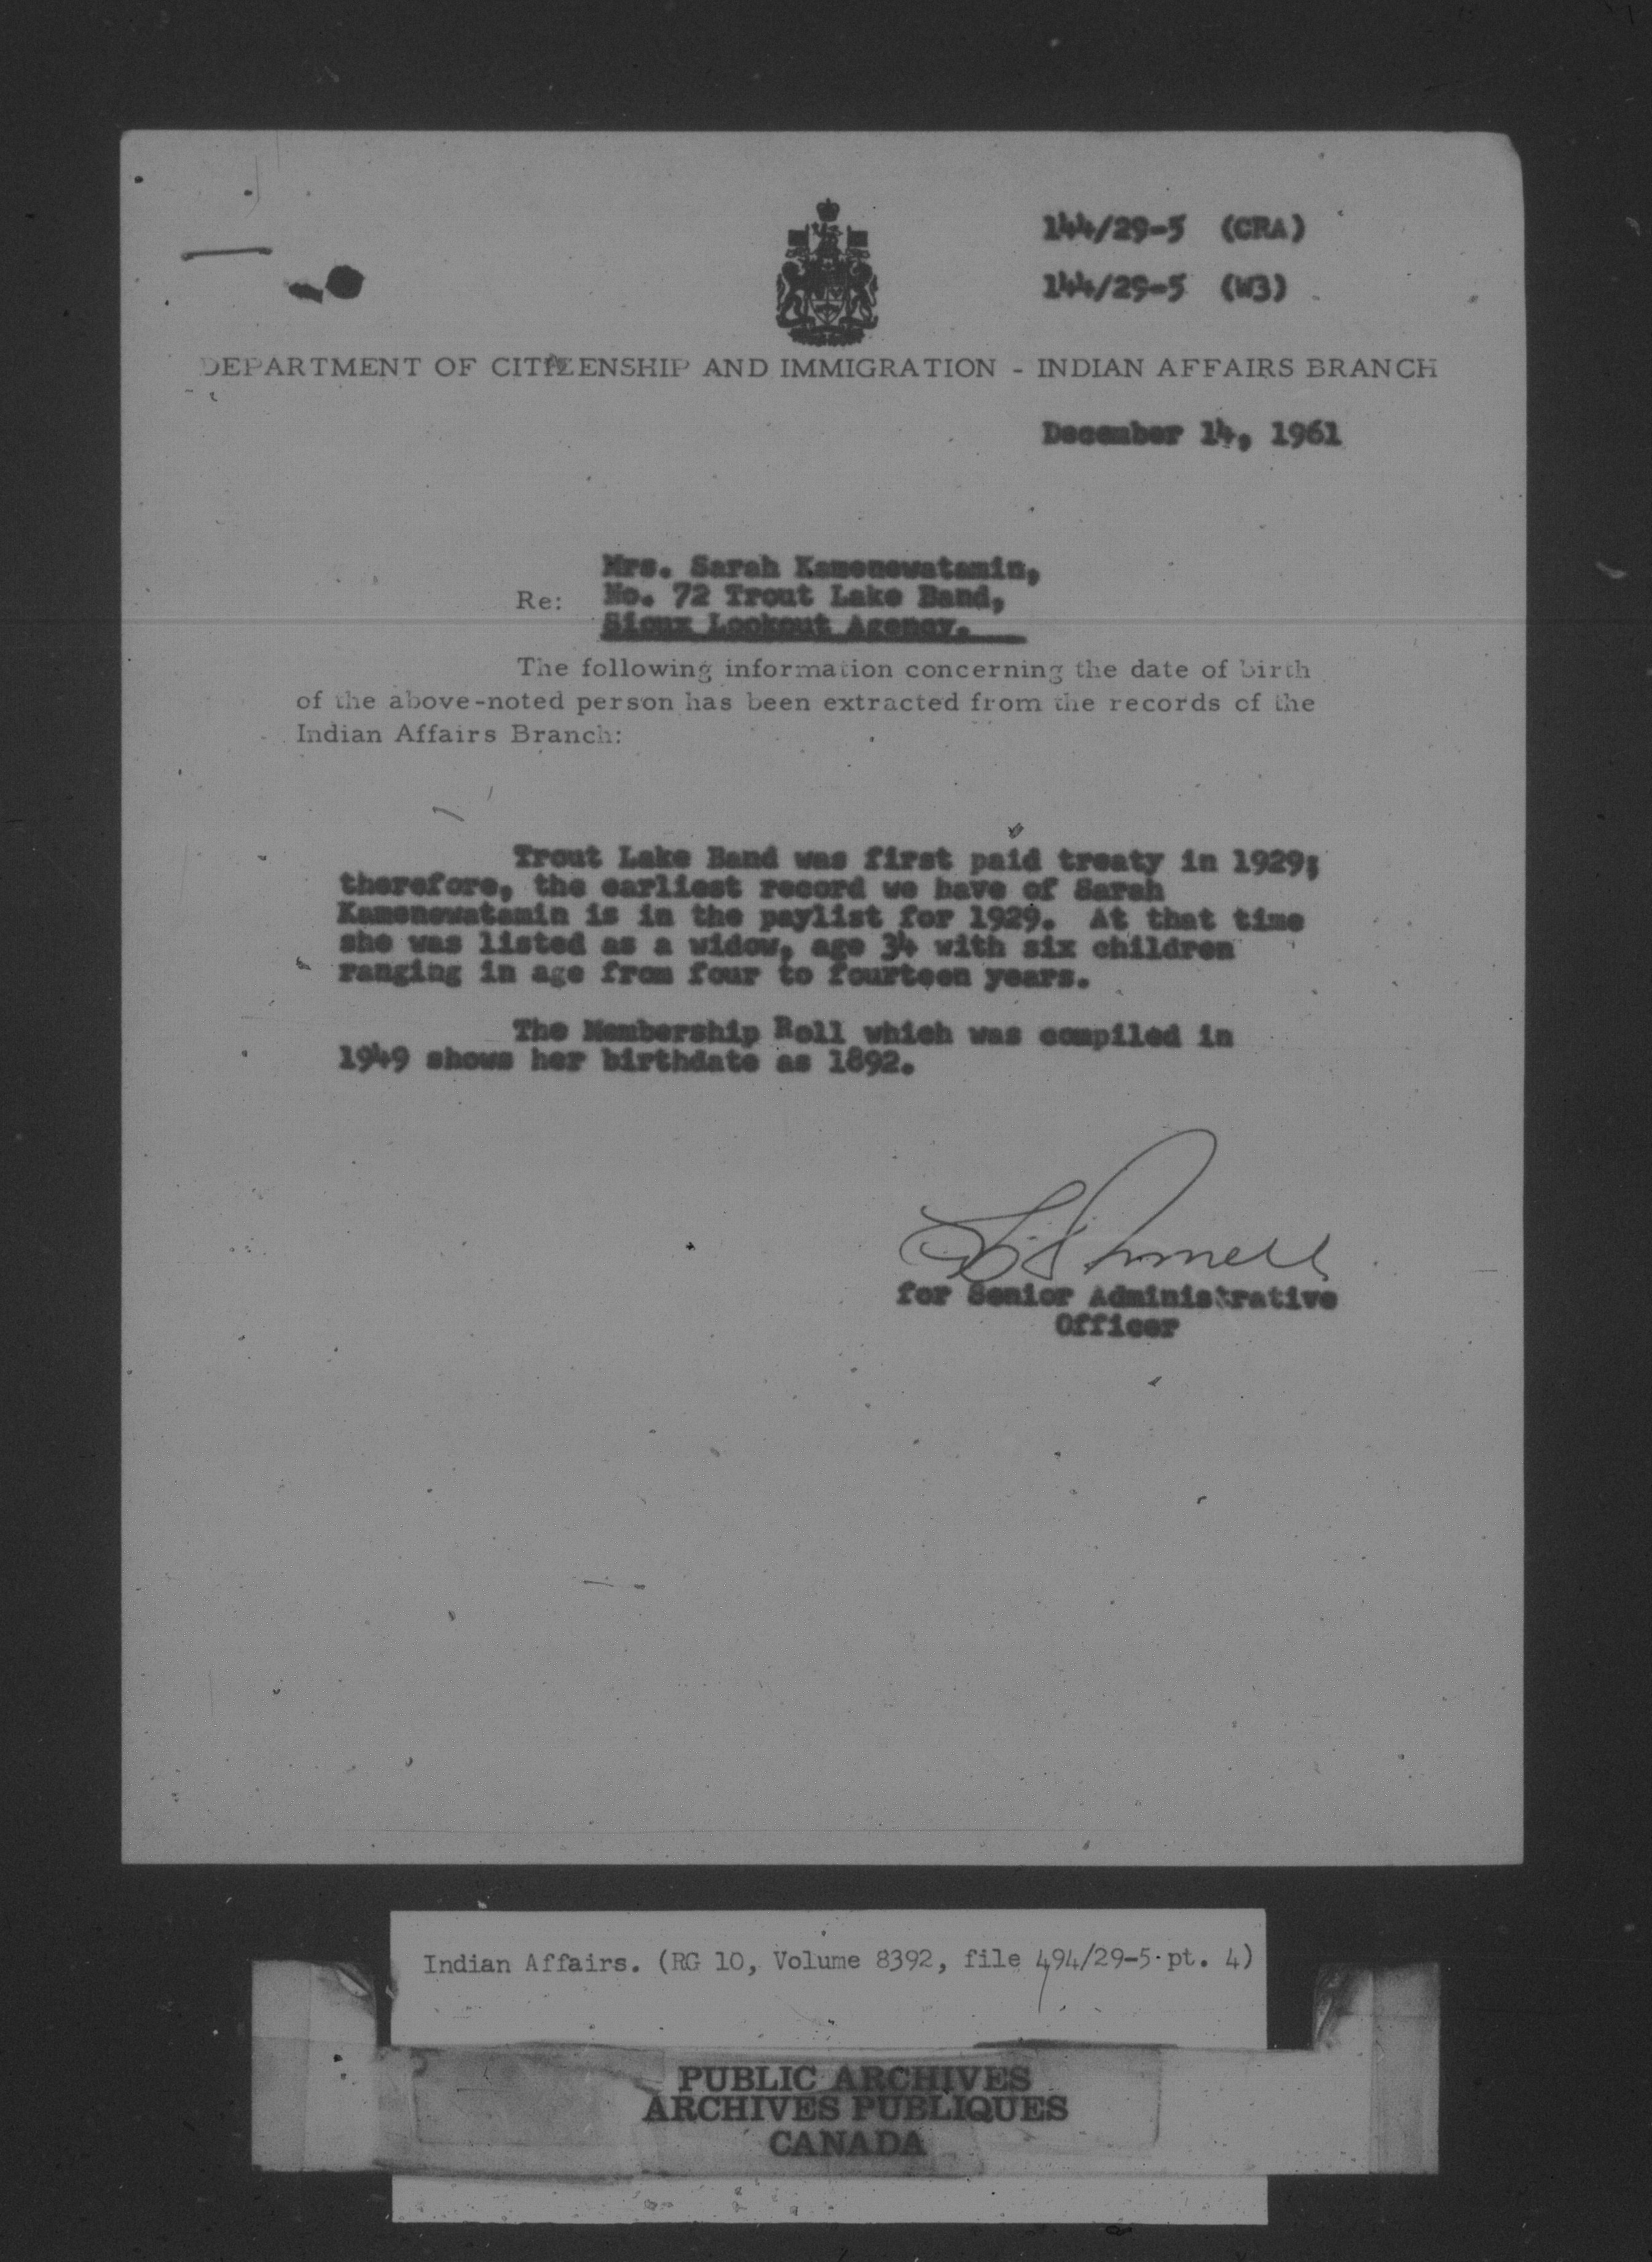 144/29-5 (CRA)
144/29-5 (W3)
DEPARTMENT OF CITIZENSHIP AND IMMIGRATION - INDIAN AFFAIRS BRANCH
December 14, 1961
Mrs. Sarah Kamenewatamin,
Re: No. 72 Trout Lake Band,
Sioux Lookout Agency.
The following information concerning the date of birth
of the above-noted person has been extracted from the records of the
Indian Affairs Branch:
Trout Lake Band was first paid treaty in 1929;
therefore, the earliest record we have of Sarah
Kamenewatamin is in the paylist for 1929. At that time
she was listed as a widow, age 34 with six children
ranging in age from four to fourteen years.
The Membership Roll which was compiled in
1949 shows her birthdate as 1892.
for Senior Administrative
Officer
Indian Affairs. (RG 10, Volume 8392, file 494/29-5 pt. 4)
PUBLIC ARCHIVES
ARCHIVES PUBLIQUES
CANADA